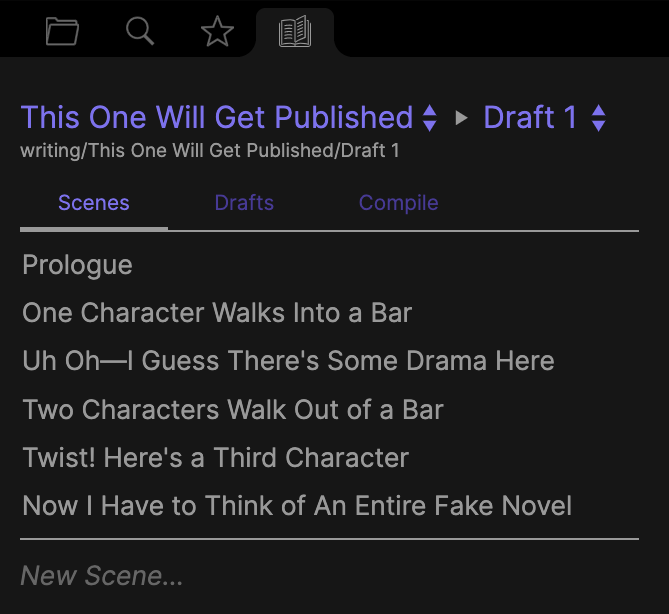 This One Will Get Published Draft 1
writing/This One Will Get Published/Draft 1
Scenes Drafts Compile
Prologue
One Character Walks Into a Bar
Uh Oh—I Guess There's Some Drama Here
Two Characters Walk Out of a Bar
Twist! Here's a Third Character
Now I Have to Think of An Entire Fake Novel
New Scene...